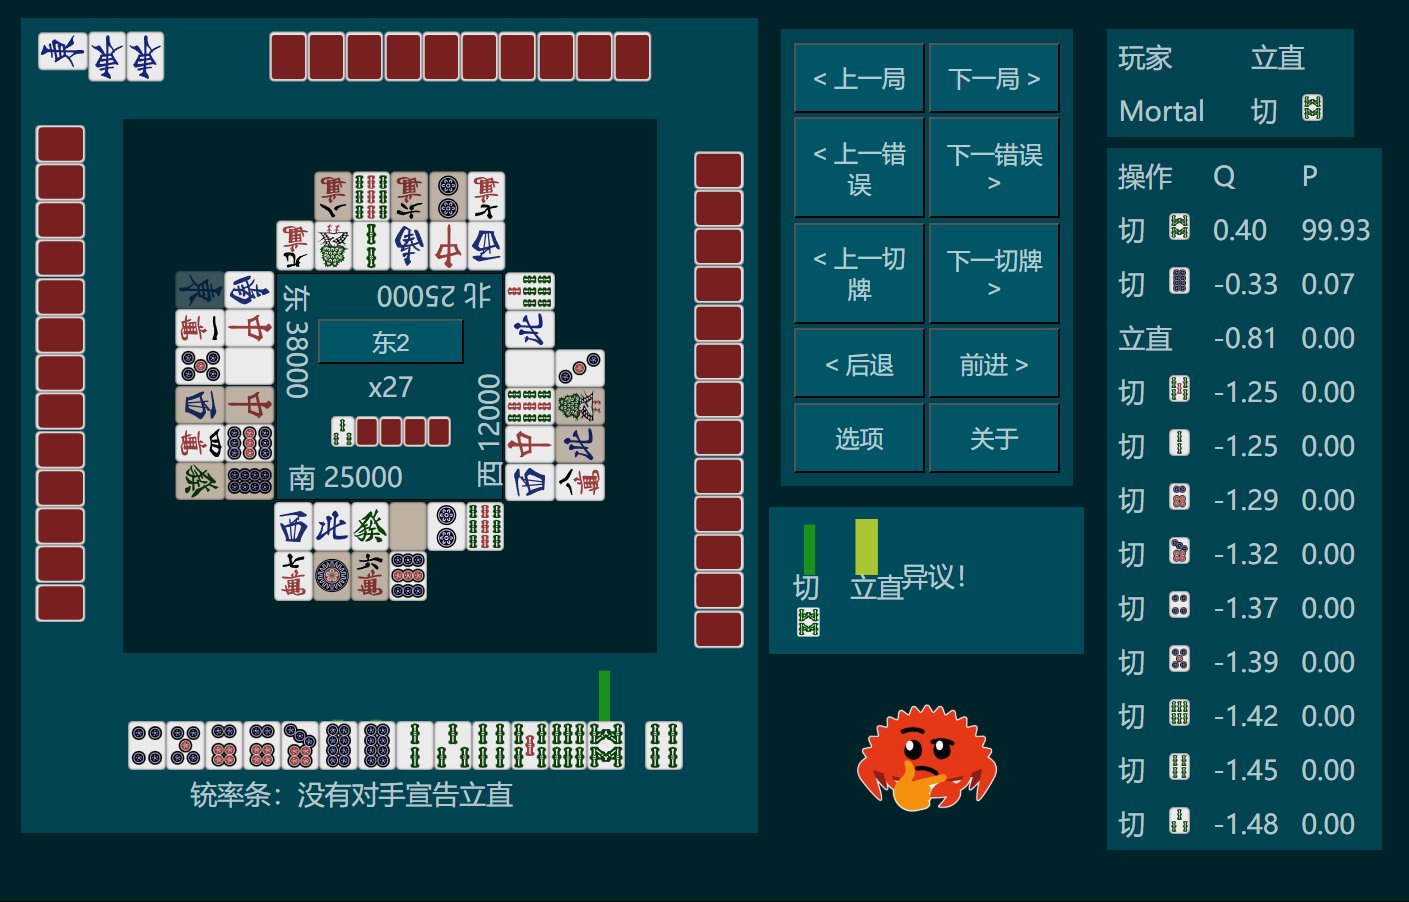 北 25000
东 38000
东2
x27
西 12000
南 25000
铳率条：没有对手宣告立直
< 上一局
下一局 >
< 上一错误
下一错误 >
< 上一切牌
下一切牌 >
< 后退
前进 >
选项
关于
切
立直
异议！
玩家 立直
Mortal 切
操作 Q P
切 0.40 99.93
切 -0.33 0.07
立直 -0.81 0.00
切 -1.25 0.00
切 -1.25 0.00
切 -1.29 0.00
切 -1.32 0.00
切 -1.37 0.00
切 -1.39 0.00
切 -1.42 0.00
切 -1.45 0.00
切 -1.48 0.00